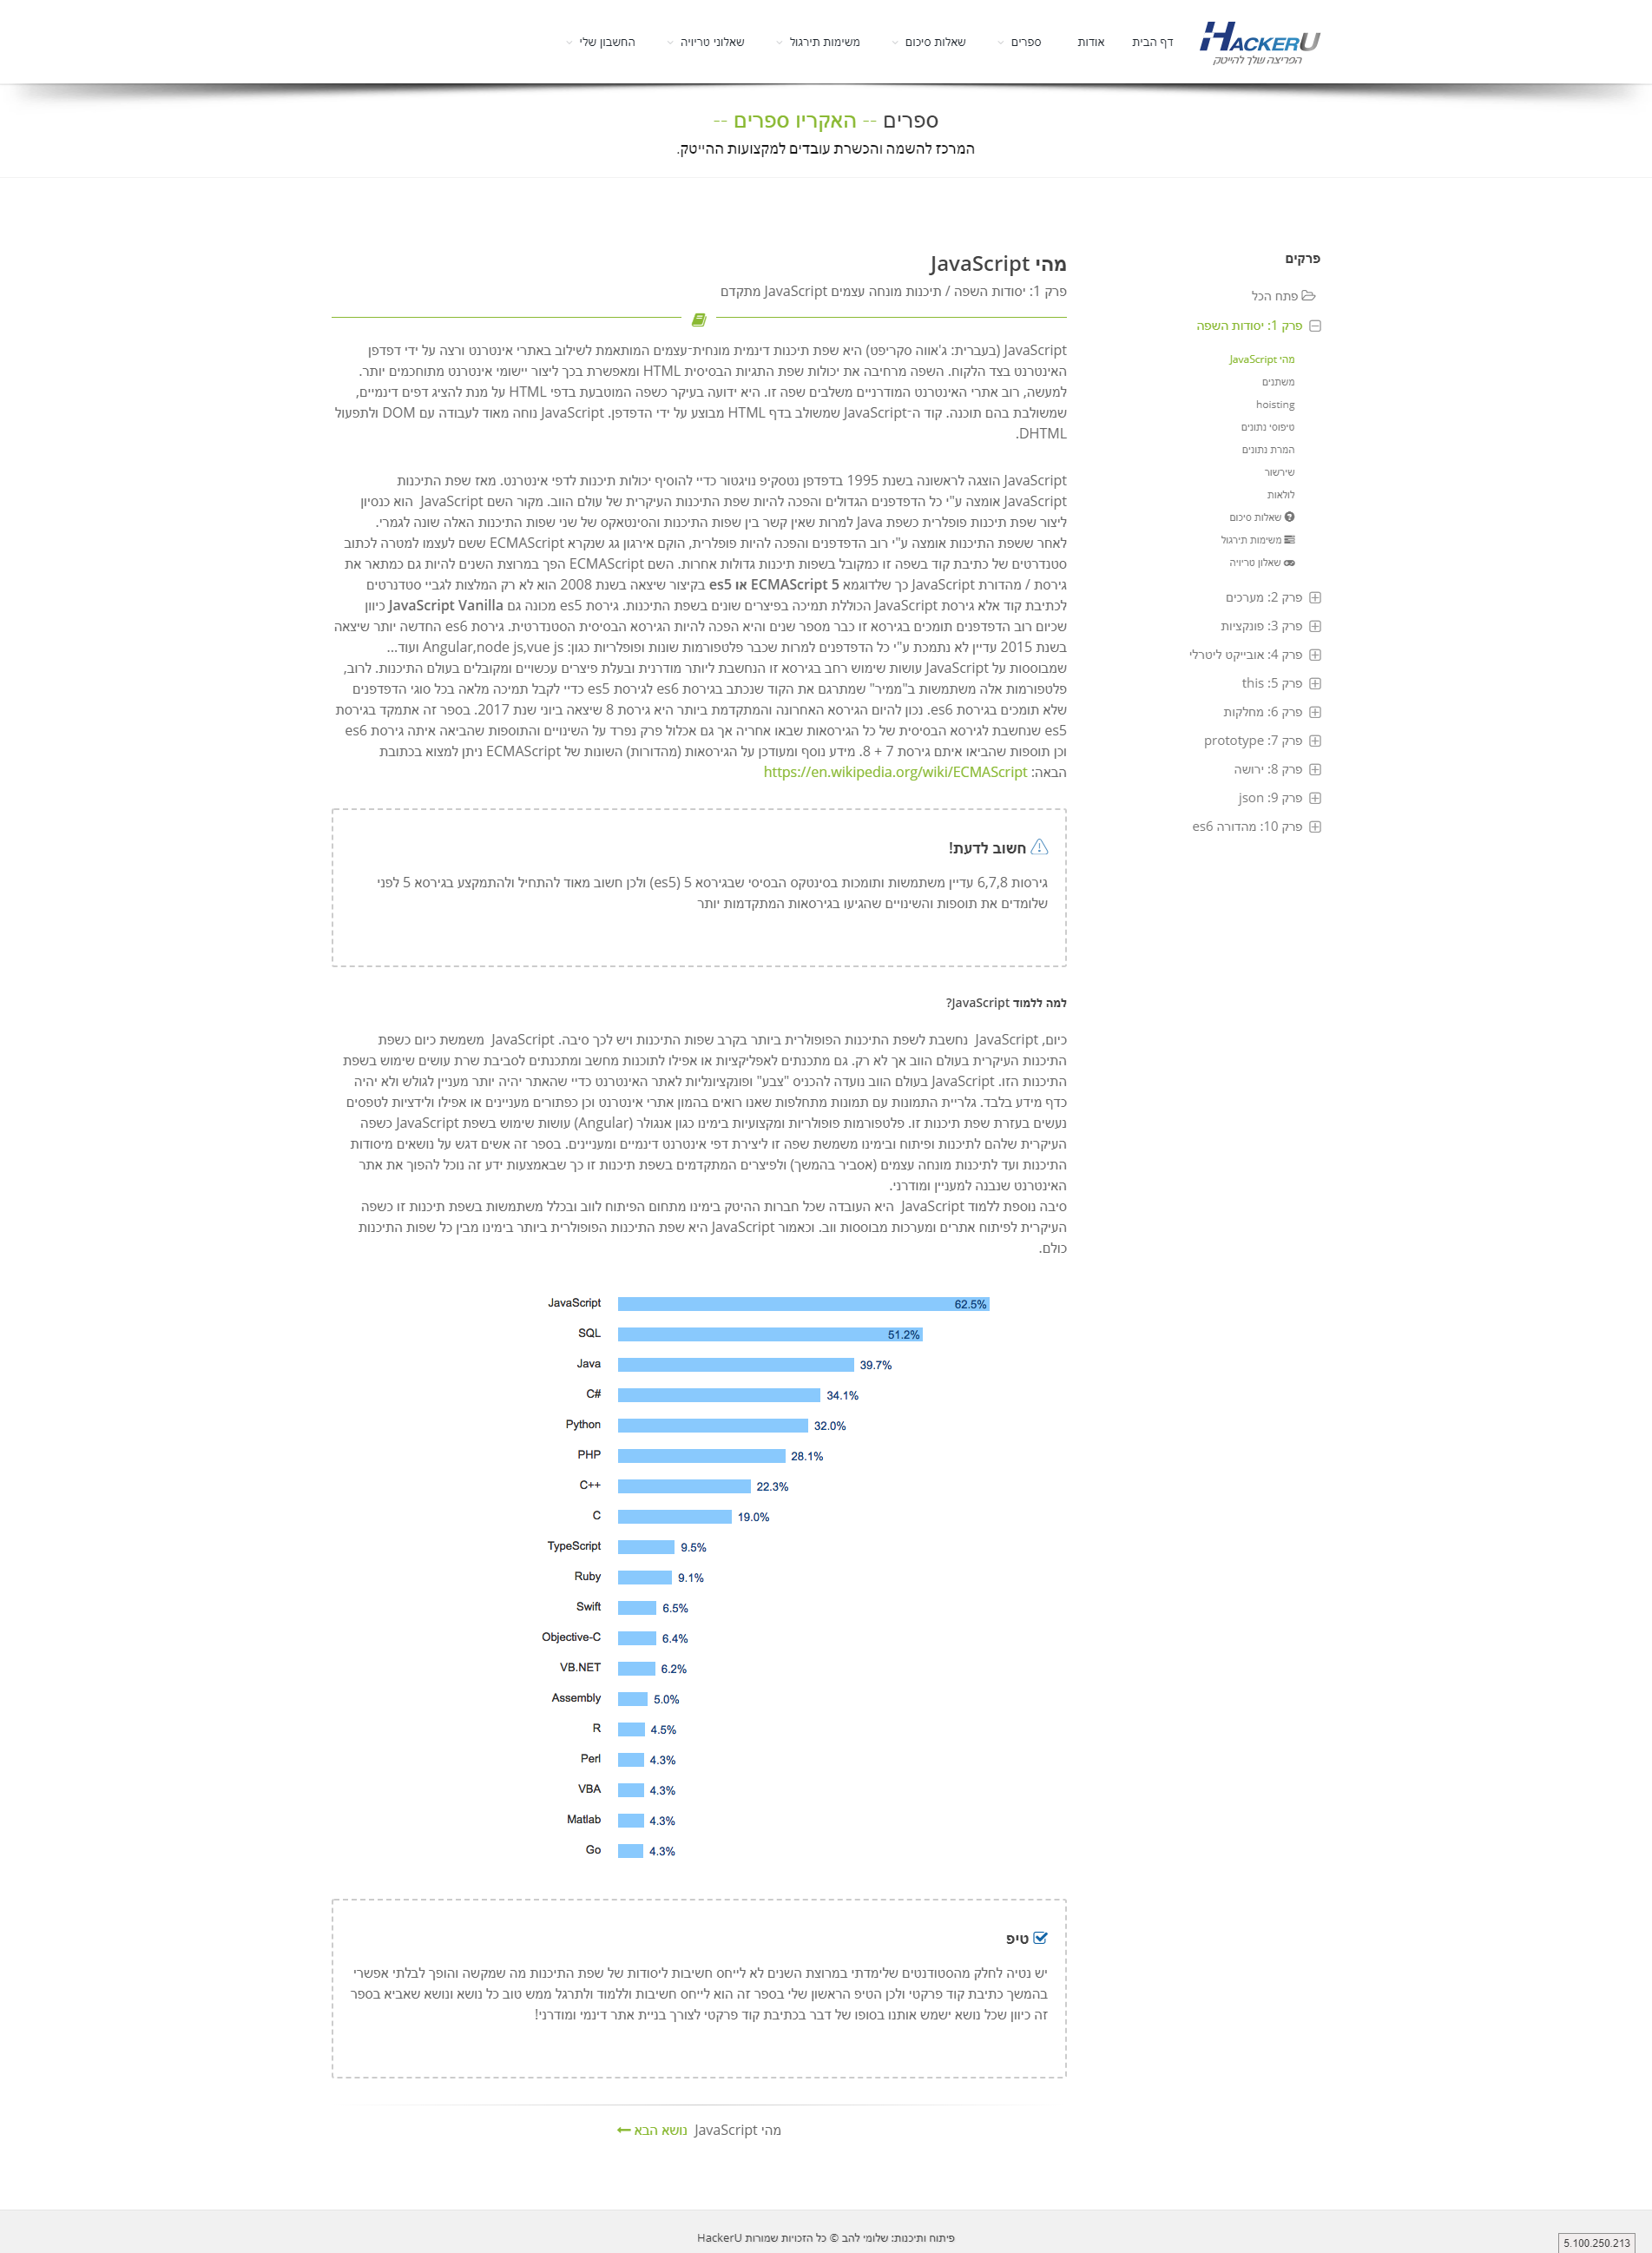 HACKERU
הפריצה שלך להייטק
דף הבית
אודות
ספרים
שאלות סיכום
משימות תירגול
שאלוני טריויה
החשבון שלי
ספרים -- האקריו ספרים --
המרכז להשמה והכשרת עובדים למקצועות ההייטק.
פרקים
פתח הכל
פרק 1: יסודות השפה
מהי JavaScript
משתנים
hoisting
טיפוסי נתונים
המרת נתונים
שירשור
לולאות
שאלות סיכום
משימות תירגול
שאלון טריויה
פרק 2: מערכים
פרק 3: פונקציות
פרק 4: אובייקט ליטרלי
פרק 5: this
פרק 6: מחלקות
פרק 7: prototype
פרק 8: ירושה
פרק 9: json
פרק 10: מהדורה es6
מהי JavaScript
פרק 1: יסודות השפה / תיכנות מונחה עצמים JavaScript מתקדם
JavaScript (בעברית: ג'אווה סקריפט) היא שפת תיכנות דינמית מונחית־עצמים המותאמת לשילוב באתרי אינטרנט ורצה על ידי דפדפן
האינטרנט בצד הלקוח. השפה מרחיבה את יכולות שפת התגיות הבסיסית HTML ומאפשרת בכך ליצור יישומי אינטרנט מתוחכמים יותר.
למעשה, רוב אתרי האינטרנט המודרניים משלבים שפה זו. היא ידועה בעיקר כשפה המוטבעת בדפי HTML על מנת להציג דפים דינמיים,
שמשולבת בהם תוכנה. קוד ה־JavaScript שמשולב בדף HTML מבוצע על ידי הדפדפן. JavaScript נוחה מאוד לעבודה עם DOM ולתפעול
DHTML.
JavaScript הוצגה לראשונה בשנת 1995 בדפדפן נטסקיפ נויגטור כדיי להוסיף יכולות תיכנות לדפי אינטרנט. מאז שפת התיכנות
JavaScript אומצה ע"י כל הדפדפנים הגדולים והפכה להיות שפת התיכנות העיקרית של עולם הווב. מקור השם JavaScript הוא כנסיון
ליצור שפת תיכנות פופלרית כשפת Java למרות שאין קשר בין שפות התיכנות והסינטאקס של שני שפות התיכנות האלה שונה לגמרי.
לאחר ששפת התיכנות אומצה ע"י רוב הדפדפנים והפכה להיות פופלרית, הוקם אירגון גג שנקרא ECMAScript ששם לעצמו למטרה לכתוב
סטנדרטים של כתיבת קוד בשפה זו כמקובל בשפות תיכנות גדולות אחרות. השם ECMAScript הפך במרוצת השנים להיות גם כמתאר את
גירסת / מהדורת JavaScript כך שלדוגמא ECMAScript 5 או es5 בקיצור שיצאה בשנת 2008 הוא לא רק המלצות לגביי סטדנרטים
לכתיבת קוד אלא גירסת JavaScript הכוללת תמיכה בפיצרים שונים בשפת התיכנות. גירסת es5 מכונה גם JavaScript Vanilla כיוון
שכיום רוב הדפדפנים תומכים בגירסא זו כבר מספר שנים והיא הפכה להיות הגירסא הבסיסית הסטנדרטית. גירסת es6 החדשה יותר שיצאה
בשנת 2015 עדיין לא נתמכת ע"י כל הדפדפנים למרות שכבר פלטפורמות שונות ופופלריות כגון: Angular,node js,vue js ועוד...
שמבוססות על JavaScript עושות שימוש רחב בגירסא זו הנחשבת ליותר מודרנית ובעלת פיצרים עכשויים ומקובלים בעולם התיכנות. לרוב,
פלטפורמות אלה משתמשות ב"ממיר" שמתרגם את הקוד שנכתב בגירסת es6 לגירסת es5 כדיי לקבל תמיכה מלאה בכל סוגי הדפדפנים
שלא תומכים בגירסת es6. נכון להיום הגירסא האחרונה והמתקדמת ביותר היא גירסת 8 שיצאה ביוני שנת 2017. בספר זה אתמקד בגירסת
es5 שנחשבת לגירסא הבסיסית של כל הגירסאות שבאו אחריה אך גם אכלול פרק נפרד על השינויים והתוספות שהביאה איתה גירסת es6
וכן תוספות שהביאו איתם גירסת 7 + 8. מידע נוסף ומעודכן על הגירסאות (מהדורות) השונות של ECMAScript ניתן למצוא בכתובת
הבאה: https://en.wikipedia.org/wiki/ECMAScript
חשוב לדעת!
גירסות 6,7,8 עדיין משתמשות ותומכות בסינטקס הבסיסי שבגירסא 5 (es5) ולכן חשוב מאוד להתחיל ולהתמקצע בגירסא 5 לפני
שלומדים את תוספות והשינויים שהגיעו בגירסאות המתקדמות יותר
למה ללמוד JavaScript?
כיום, JavaScript נחשבת לשפת התיכנות הפופולרית ביותר בקרב שפות התיכנות ויש לכך סיבה. JavaScript משמשת כיום כשפת
התיכנות העיקרית בעולם הווב אך לא רק. גם מתכנתים לאפליקציות או אפילו לתוכנות מחשב ומתכנתים לסביבת שרת עושים שימוש בשפת
התיכנות הזו. JavaScript בעולם הווב נועדה להכניס "צבע" ופונקציונליות לאתר האינטרנט כדיי שהאתר יהיה יותר מעניין לגולש ולא יהיה
כדף מידע בלבד. גלריית התמונות עם תמונות מתחלפות שאנו רואים בהמון אתרי אינטרנט וכן כפתורים מעניינים או אפילו ולידציות לטפסים
נעשים בעזרת שפת תיכנות זו. פלטפורמות פופולריות ומקצועיות בימינו כגון אנגולר (Angular) עושות שימוש בשפת JavaScript כשפה
העיקרית שלהם לתיכנות ופיתוח ובימינו משמשת שפה זו ליצירת דפי אינטרנט דינמיים ומעניינים. בספר זה אשים דגש על נושאים מיסודות
התיכנות ועד לתיכנות מונחה עצמים (אסביר בהמשך) ולפיצרים המתקדמים בשפת תיכנות זו כך שבאמצעות ידע זה נוכל להפוך את אתר
האינטרנט שנבנה למעניין ומודרני.
סיבה נוספת ללמוד JavaScript היא העובדה שכל חברות ההיטק בימינו מתחום הפיתוח לווב ובכלל משתמשות בשפת תיכנות זו כשפה
העיקרית לפיתוח אתרים ומערכות מבוססות ווב. וכאמור JavaScript היא שפת התיכנות הפופולרית ביותר בימינו מבין כל שפות התיכנות
כולם.
JavaScript 62.5%
SQL 51.2%
Java 39.7%
C# 34.1%
Python 32.0%
PHP 28.1%
C++ 22.3%
C 19.0%
TypeScript 9.5%
Ruby 9.1%
Swift 6.5%
Objective-C 6.4%
VB.NET 6.2%
Assembly 5.0%
R 4.5%
Perl 4.3%
VBA 4.3%
Matlab 4.3%
Go 4.3%
טיפ
יש נטיה לחלק מהסטודנטים שלימדתי במרוצת השנים לא לייחס חשיבות ליסודות של שפת התיכנות מה שמקשה והופך לבלתי אפשרי
בהמשך כתיבת קוד פרקטי ולכן הטיפ הראשון שלי בספר זה הוא לייחס חשיבות וללמוד ולתרגל ממש טוב כל נושא ונושא שאביא בספר
זה כיוון שכל נושא ישמש אותנו בסופו של דבר בכתיבת קוד פרקטי לצורך בניית אתר דינמי ומודרני!
מהי JavaScript נושא הבא
פיתוח ותיכנות: שלומי להב © כל הזכויות שמורות HackerU
5.100.250.213